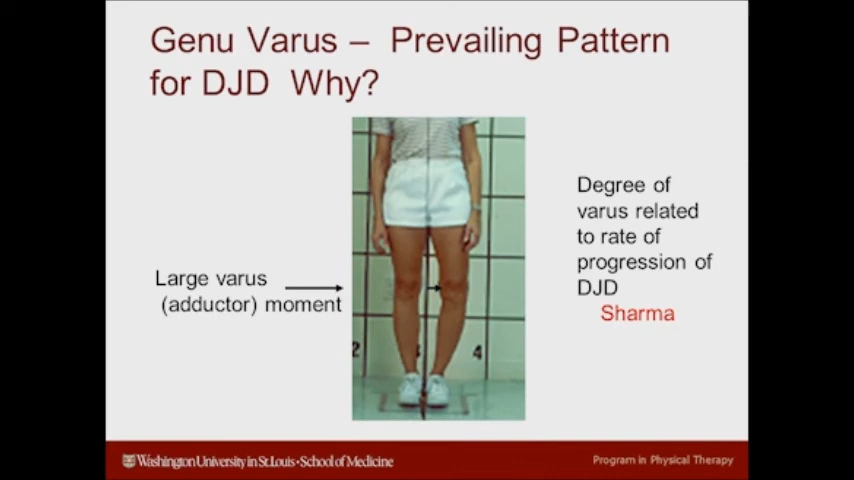 Genu Varus – Prevailing Pattern
for DJD Why?
Degree of
varus related
to rate of
progression of
DJD
Sharma
Large varus
(adductor) moment
2
3
4
Washington University in St. Louis • School of Medicine
Program in Physical Therapy